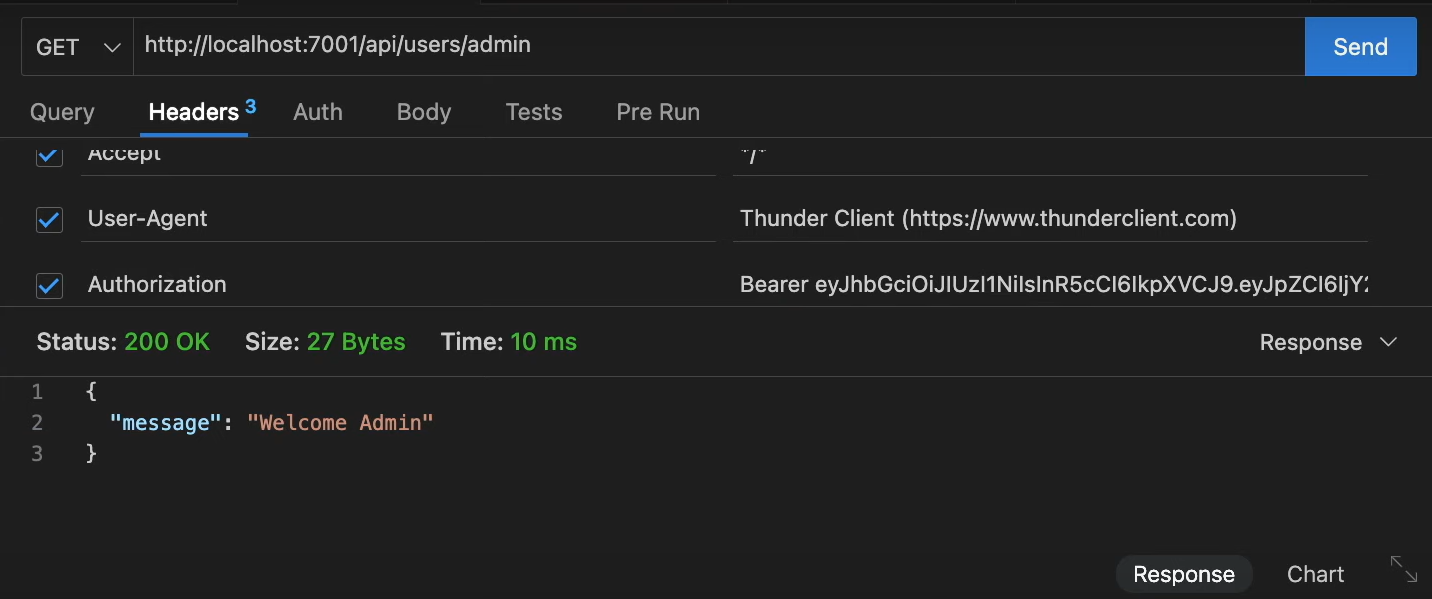 GET http://localhost:7001/api/users/admin Send
Query Headers 3 Auth Body Tests Pre Run
Accept */*
User-Agent Thunder Client (https://www.thunderclient.com)
Authorization Bearer eyJhbGciOiJIUzI1NiIsInR5cCI6IkpXVCJ9.eyJpZCI6IjY2
Status: 200 OK Size: 27 Bytes Time: 10 ms Response
1 {
2 "message": "Welcome Admin"
3 }
Response Chart